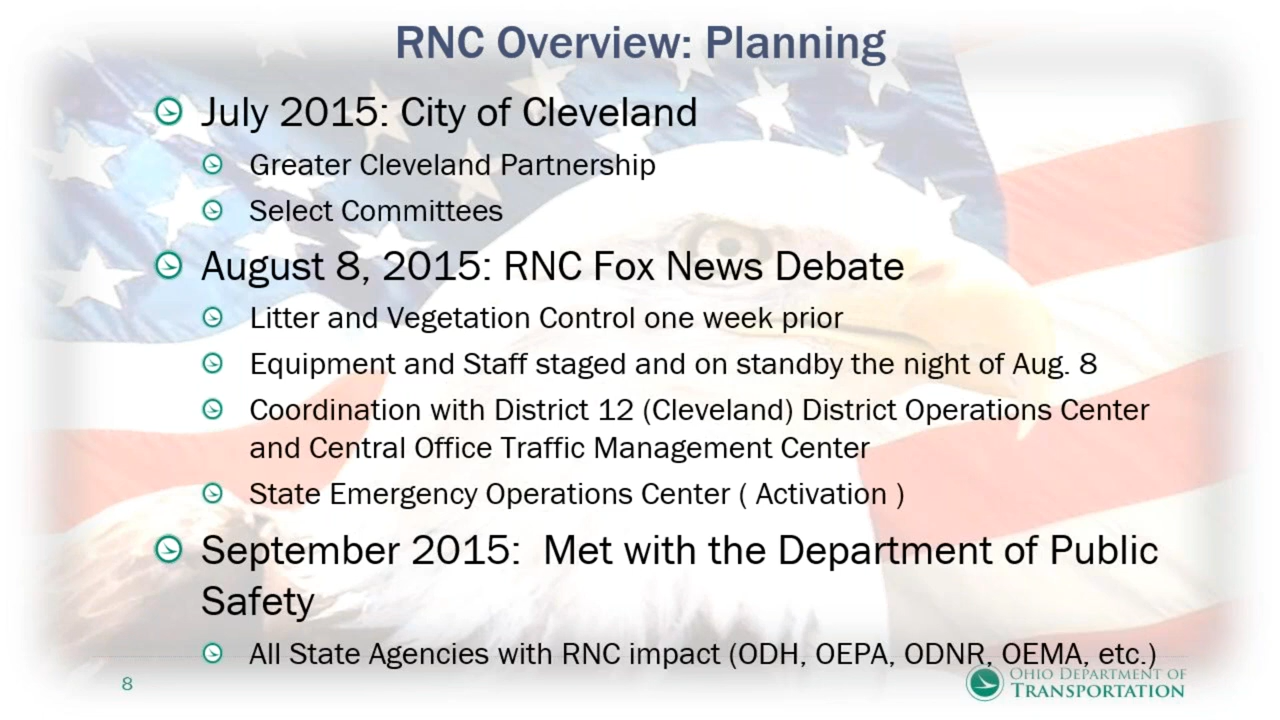 RNC Overview: Planning
July 2015: City of Cleveland
Greater Cleveland Partnership
Select Committees
August 8, 2015: RNC Fox News Debate
Litter and Vegetation Control one week prior
Equipment and Staff staged and on standby the night of Aug. 8
Coordination with District 12 (Cleveland) District Operations Center
and Central Office Traffic Management Center
State Emergency Operations Center ( Activation )
September 2015:  Met with the Department of Public
Safety
All State Agencies with RNC impact (ODH, OEPA, ODNR, OEMA, etc.)
8
OHIO DEPARTMENT OF
TRANSPORTATION